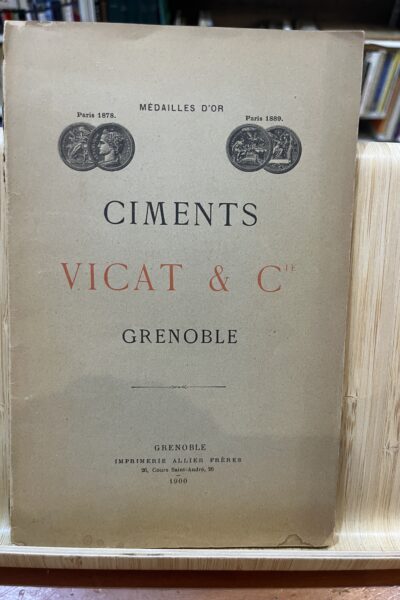 MÉDAILLES D'OR
Paris 1878.
Paris 1889.
CIMENTS
VICAT & CIE
GRENOBLE
GRENOBLE
IMPRIMERIE ALLIER FRÈRES
26, Cours Saint-André, 26
1900